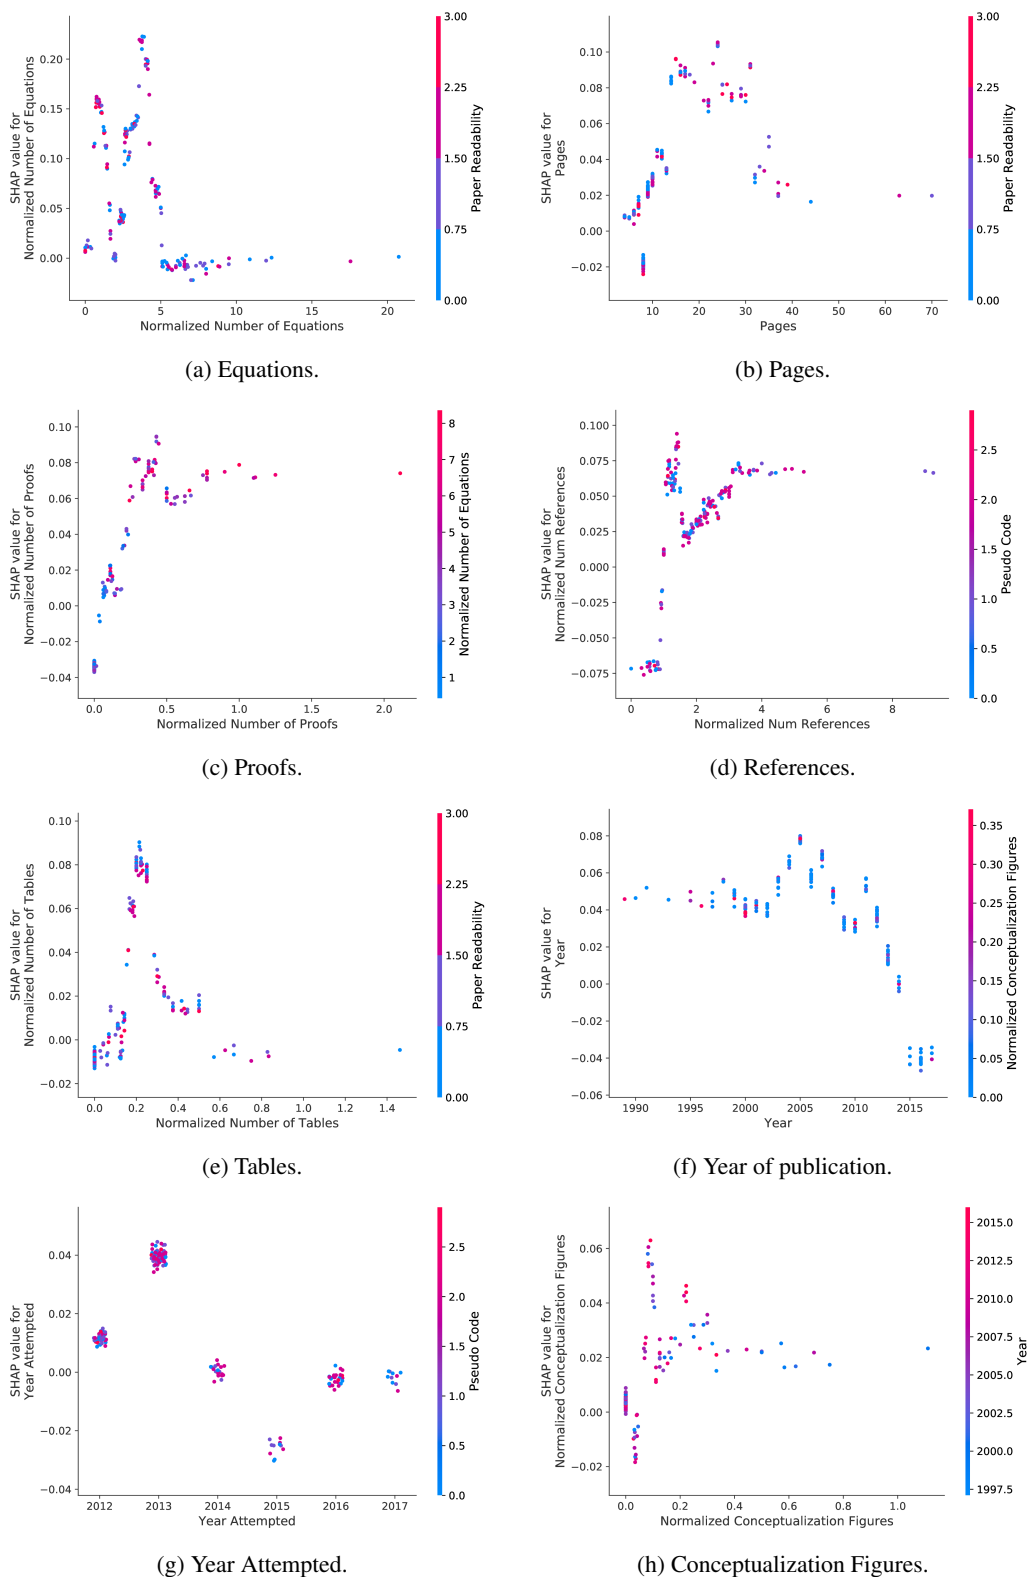 0.20
0.15
0.10
0.05
0.00
SHAP value for
Normalized Number of Equations
0 5 10 15 20
Normalized Number of Equations
3.00
2.25
1.50
0.75
0.00
Paper Readability
(a) Equations.
0.10
0.08
0.06
0.04
0.02
0.00
−0.02
SHAP value for
Pages
10 20 30 40 50 60 70
Pages
3.00
2.25
1.50
0.75
0.00
Paper Readability
(b) Pages.
0.10
0.08
0.06
0.04
0.02
0.00
−0.02
−0.04
SHAP value for
Normalized Number of Proofs
0.0 0.5 1.0 1.5 2.0
Normalized Number of Proofs
8
7
6
5
4
3
2
1
Normalized Number of Equations
(c) Proofs.
0.100
0.075
0.050
0.025
0.000
−0.025
−0.050
−0.075
SHAP value for
Normalized Num References
0 2 4 6 8
Normalized Num References
2.5
2.0
1.5
1.0
0.5
0.0
Pseudo Code
(d) References.
0.10
0.08
0.06
0.04
0.02
0.00
−0.02
SHAP value for
Normalized Number of Tables
0.0 0.2 0.4 0.6 0.8 1.0 1.2 1.4
Normalized Number of Tables
3.00
2.25
1.50
0.75
0.00
Paper Readability
(e) Tables.
0.08
0.06
0.04
0.02
0.00
−0.02
−0.04
−0.06
SHAP value for
Year
1990 1995 2000 2005 2010 2015
Year
0.35
0.30
0.25
0.20
0.15
0.10
0.05
0.00
Normalized Conceptualization Figures
(f) Year of publication.
0.04
0.02
0.00
−0.02
−0.04
SHAP value for
Year Attempted
2012 2013 2014 2015 2016 2017
Year Attempted
2.5
2.0
1.5
1.0
0.5
0.0
Pseudo Code
(g) Year Attempted.
0.06
0.04
0.02
0.00
−0.02
SHAP value for
Normalized Conceptualization Figures
0.0 0.2 0.4 0.6 0.8 1.0
Normalized Conceptualization Figures
2015.0
2012.5
2010.0
2007.5
2005.0
2002.5
2000.0
1997.5
Year
(h) Conceptualization Figures.